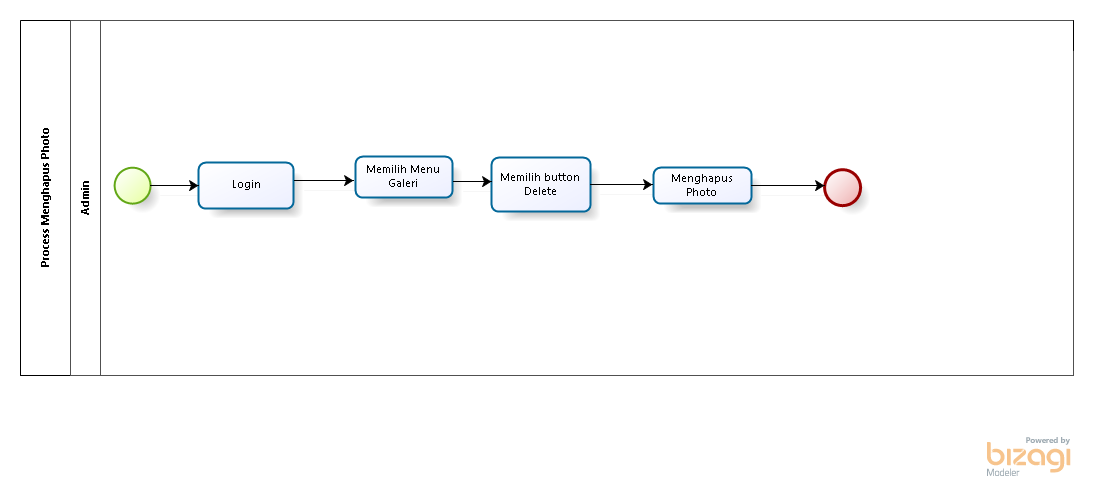 Process Menghapus Photo
Admin
Login
Memilih Menu
Galeri
Memilih button
Delete
Menghapus
Photo
Powered by
bizagi
Modeler